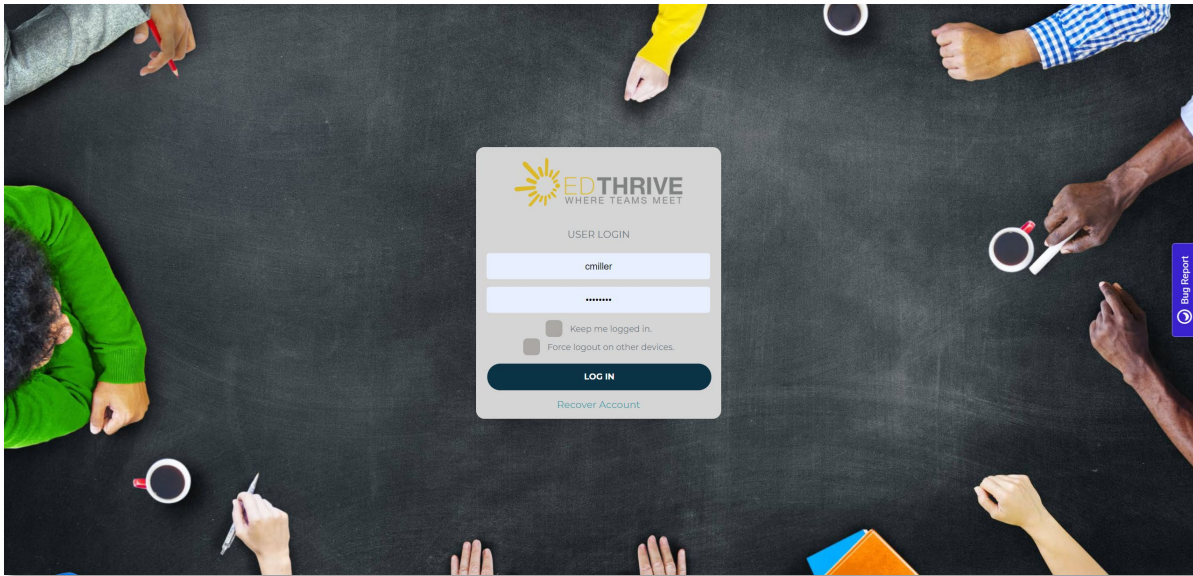 EDTHRIVE
WHERE TEAMS MEET
USER LOGIN
cmiller
••••••••
Keep me logged in.
Force logout on other devices.
LOG IN
Recover Account
Bug Report